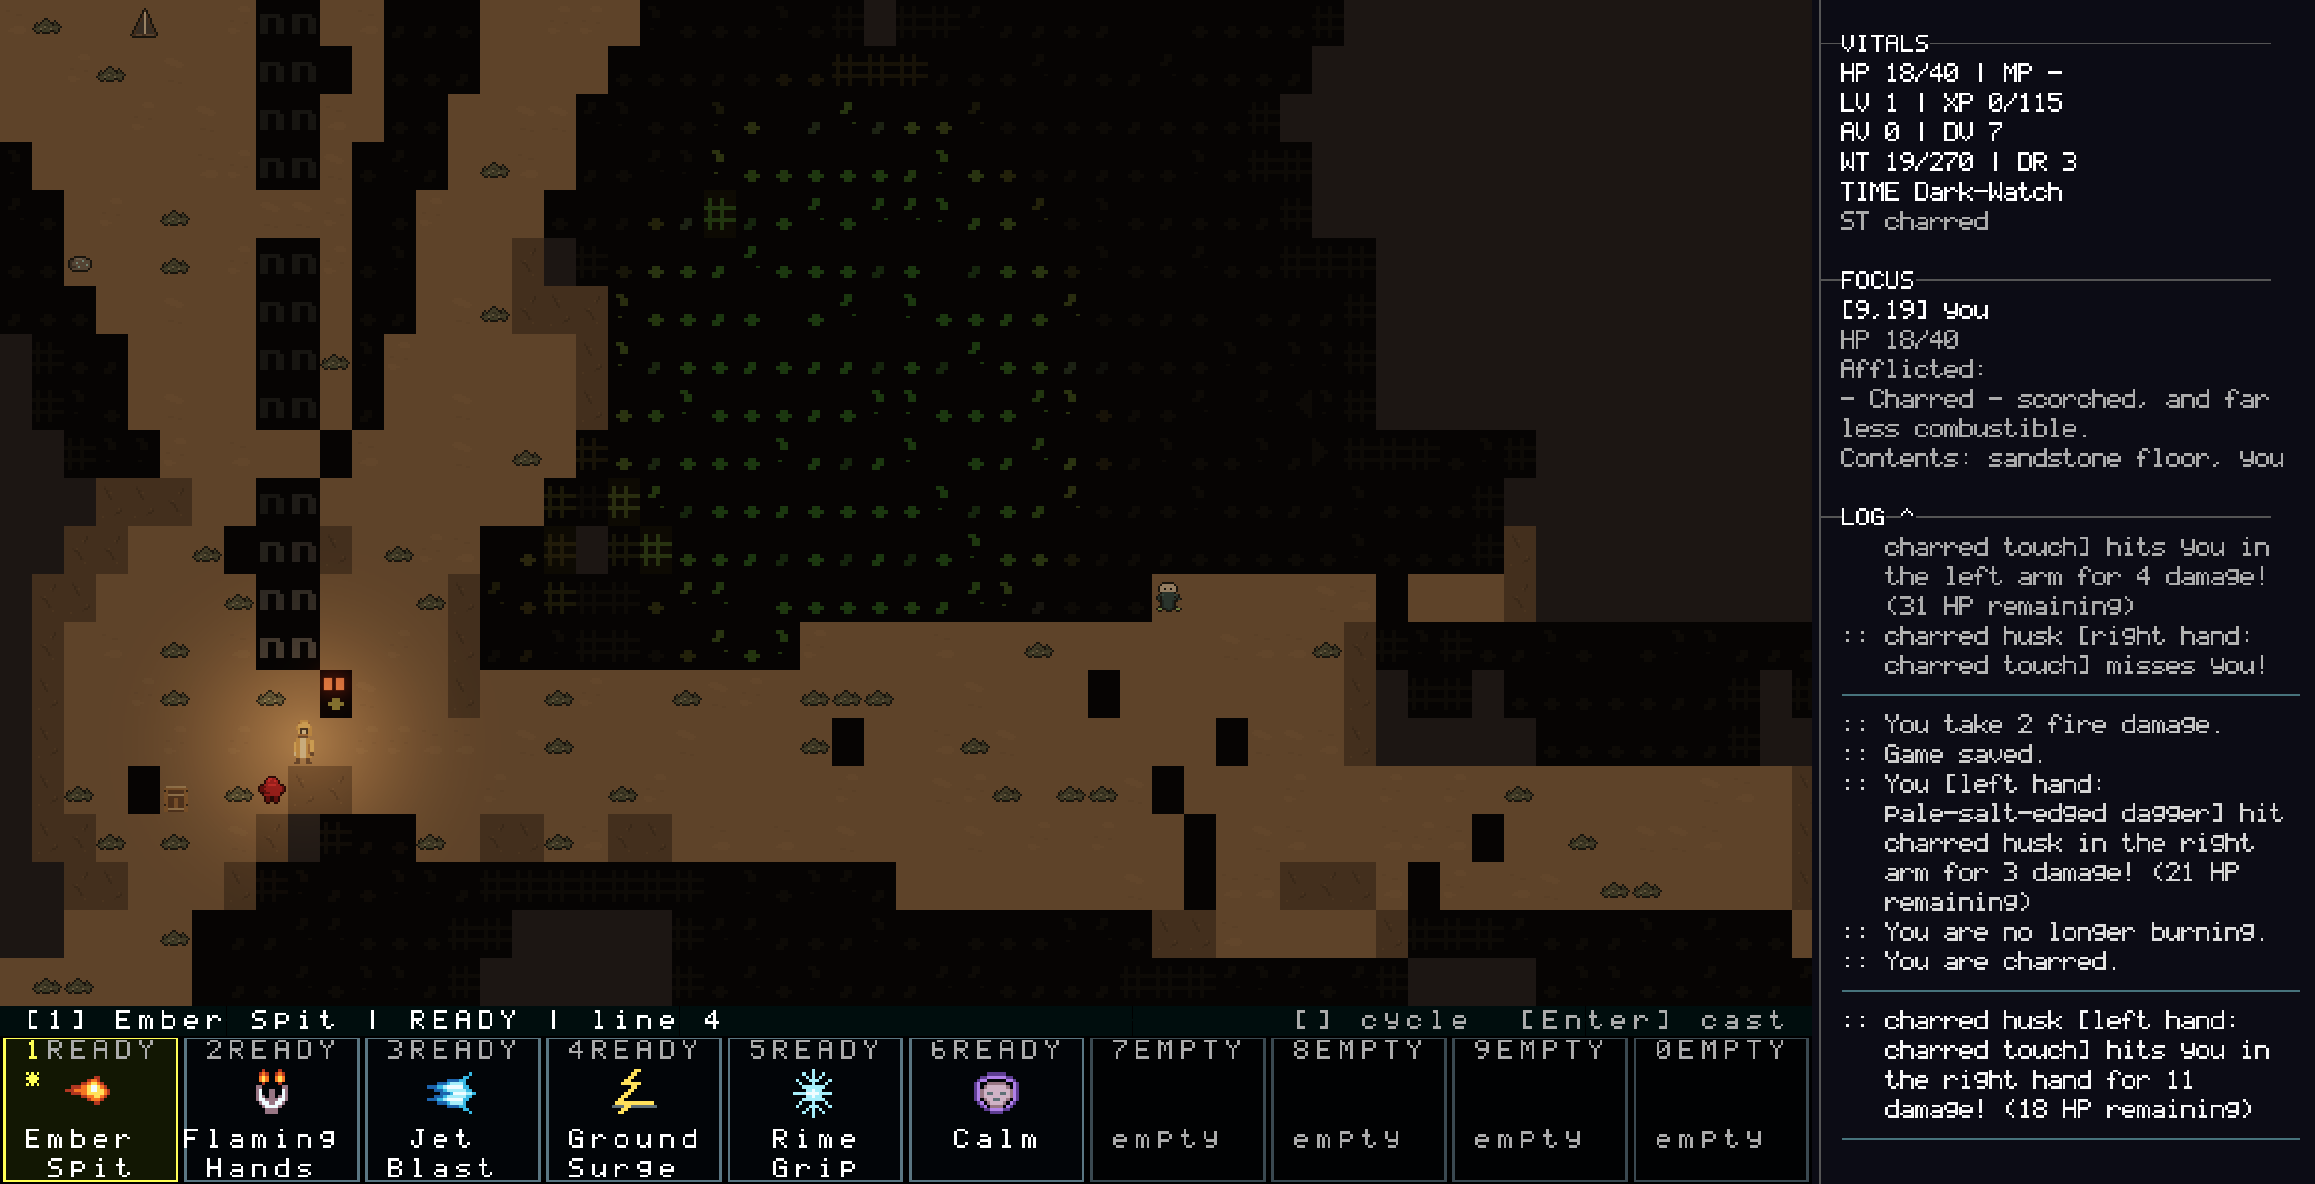 VITALS
HP 18/40 | MP -
LV 1 | XP 0/115
AV 0 | DV 7
WT 19/270 | DR 3
TIME Dark-Watch
ST charred
FOCUS
[9,19] you
HP 18/40
Afflicted:
- Charred - scorched, and far
less combustible.
Contents: sandstone floor, you
LOG ^
charred touch] hits you in
the left arm for 4 damage!
(31 HP remaining)
:: charred husk [right hand:
charred touch] misses you!
:: You take 2 fire damage.
:: Game saved.
:: You [left hand:
pale-salt-edged dagger] hit
charred husk in the right
arm for 3 damage! (21 HP
remaining)
:: You are no longer burning.
:: You are charred.
:: charred husk [left hand:
charred touch] hits you in
the right hand for 11
damage! (18 HP remaining)
[1] Ember Spit | READY | line 4
[] cycle [Enter] cast
1READY 2READY 3READY 4READY 5READY 6READY 7EMPTY 8EMPTY 9EMPTY 0EMPTY
*
Ember Flaming Jet Ground Rime Calm empty empty empty empty
Spit Hands Blast Surge Grip